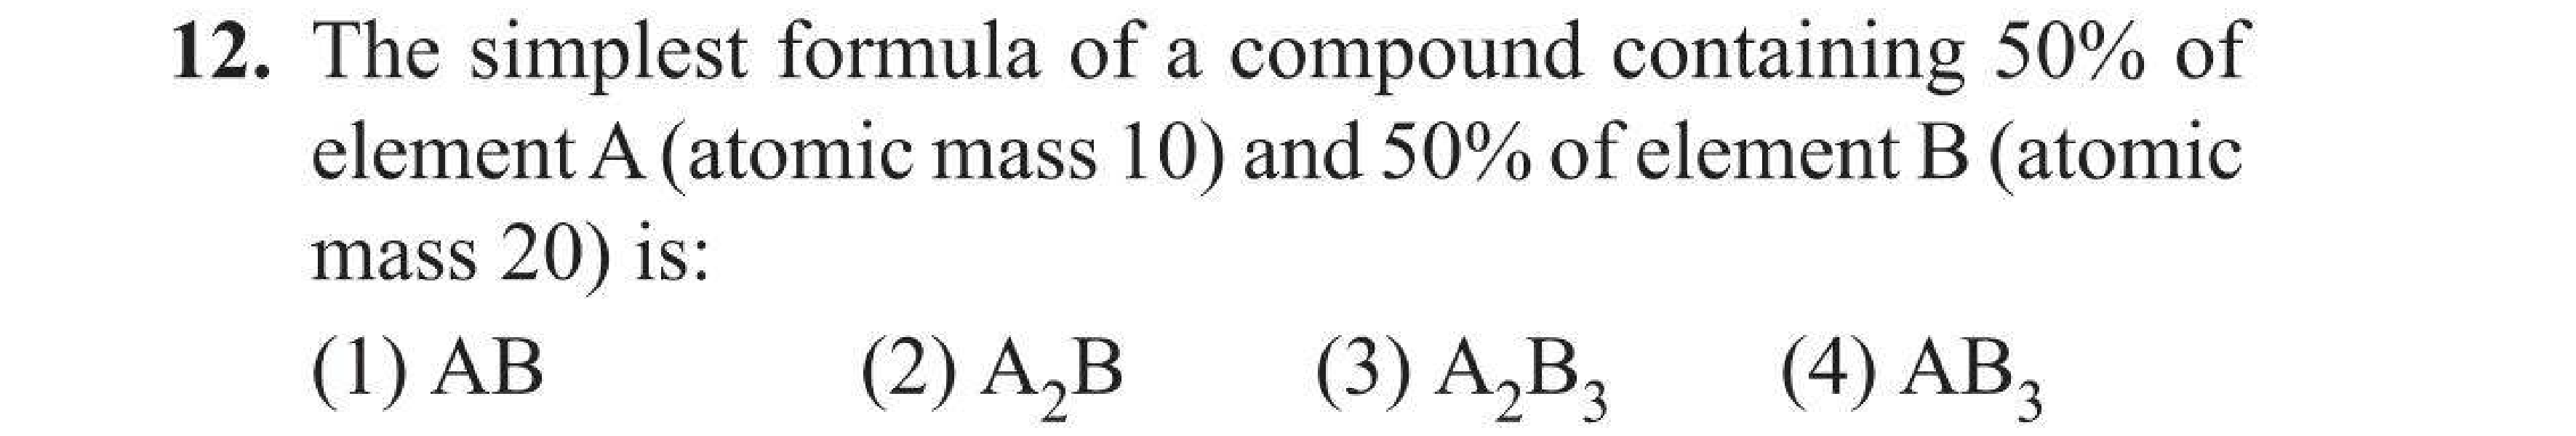 12. The simplest formula of a compound containing 50% of
element A (atomic mass 10) and 50% of element B (atomic
mass 20) is:
(1) AB (2) A₂B (3) A₂B₃ (4) AB₃